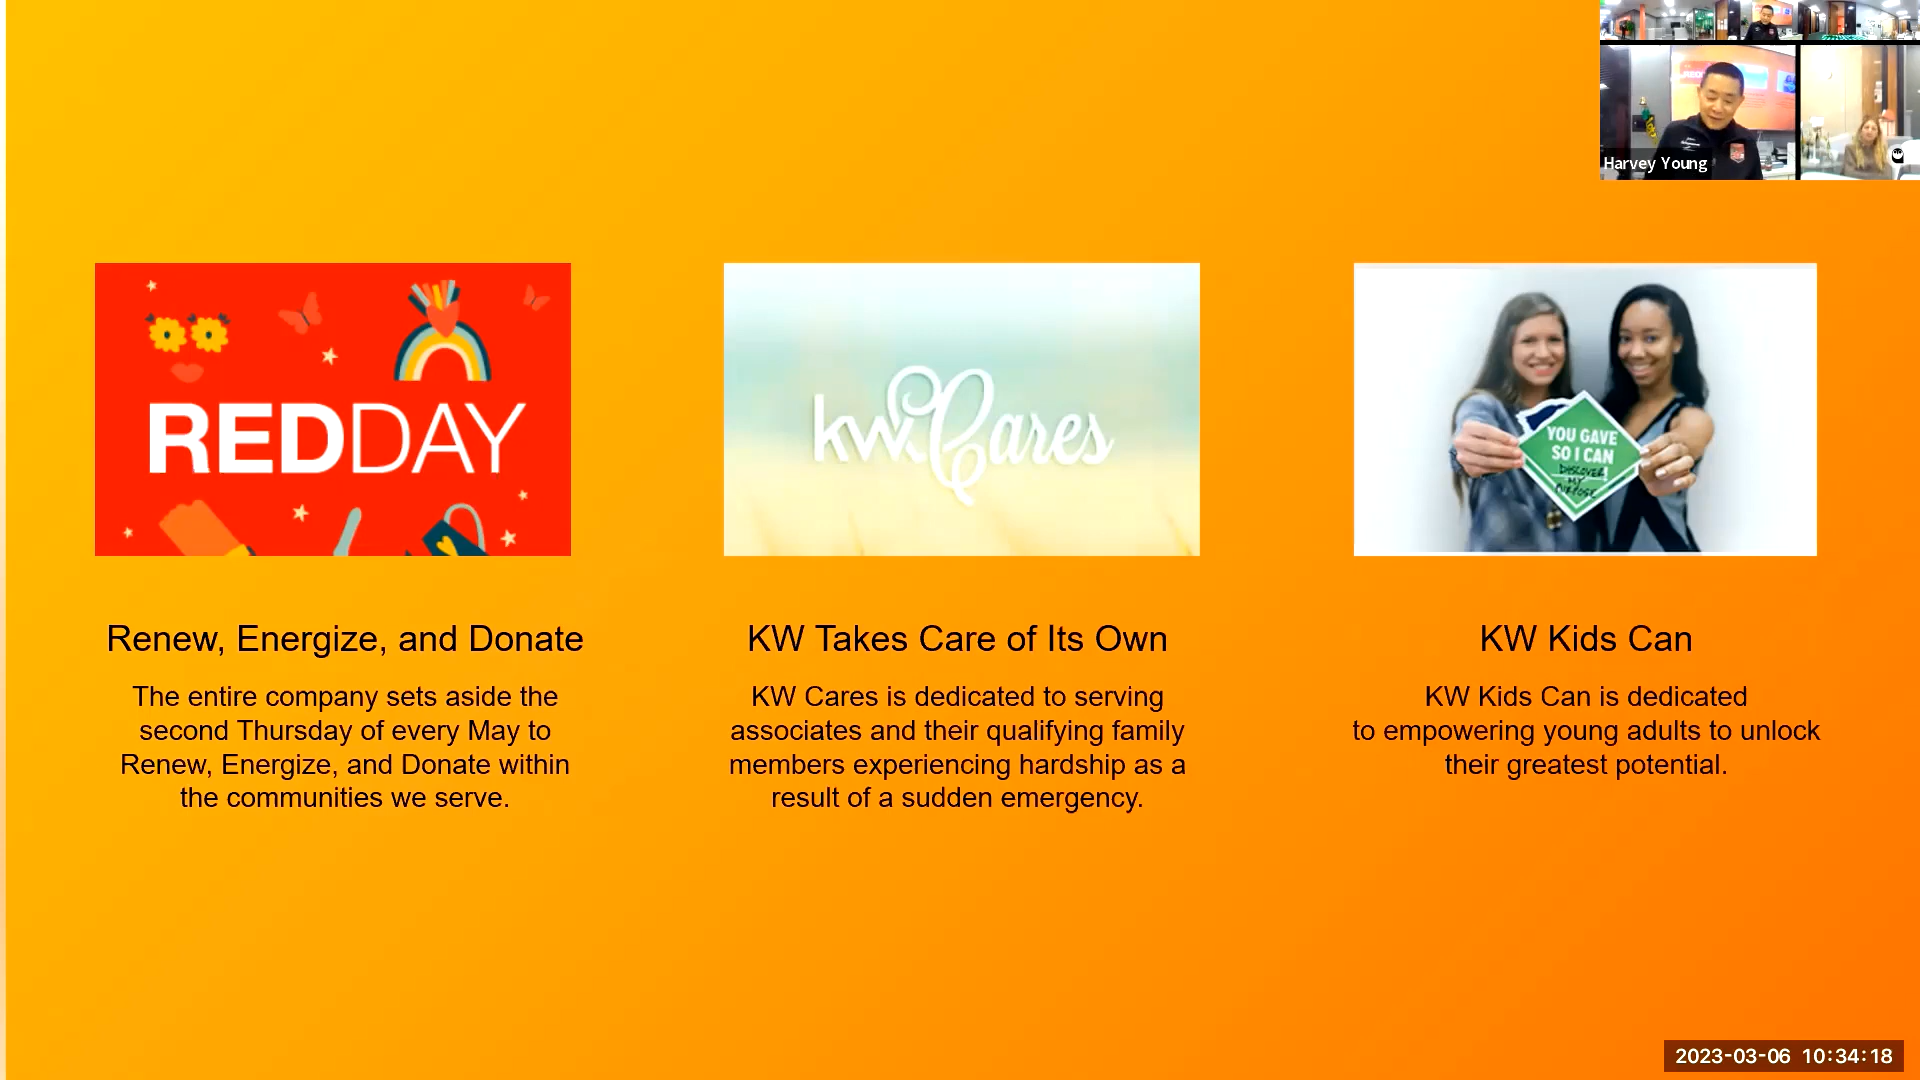 Harvey Young
REDDAY
kw Cares
YOU GAVE
SO I CAN
DISCOVER
MY
PURPOSE
Renew, Energize, and Donate
The entire company sets aside the
second Thursday of every May to
Renew, Energize, and Donate within
the communities we serve.
KW Takes Care of Its Own
KW Cares is dedicated to serving
associates and their qualifying family
members experiencing hardship as a
result of a sudden emergency.
KW Kids Can
KW Kids Can is dedicated
to empowering young adults to unlock
their greatest potential.
2023-03-06 10:34:18